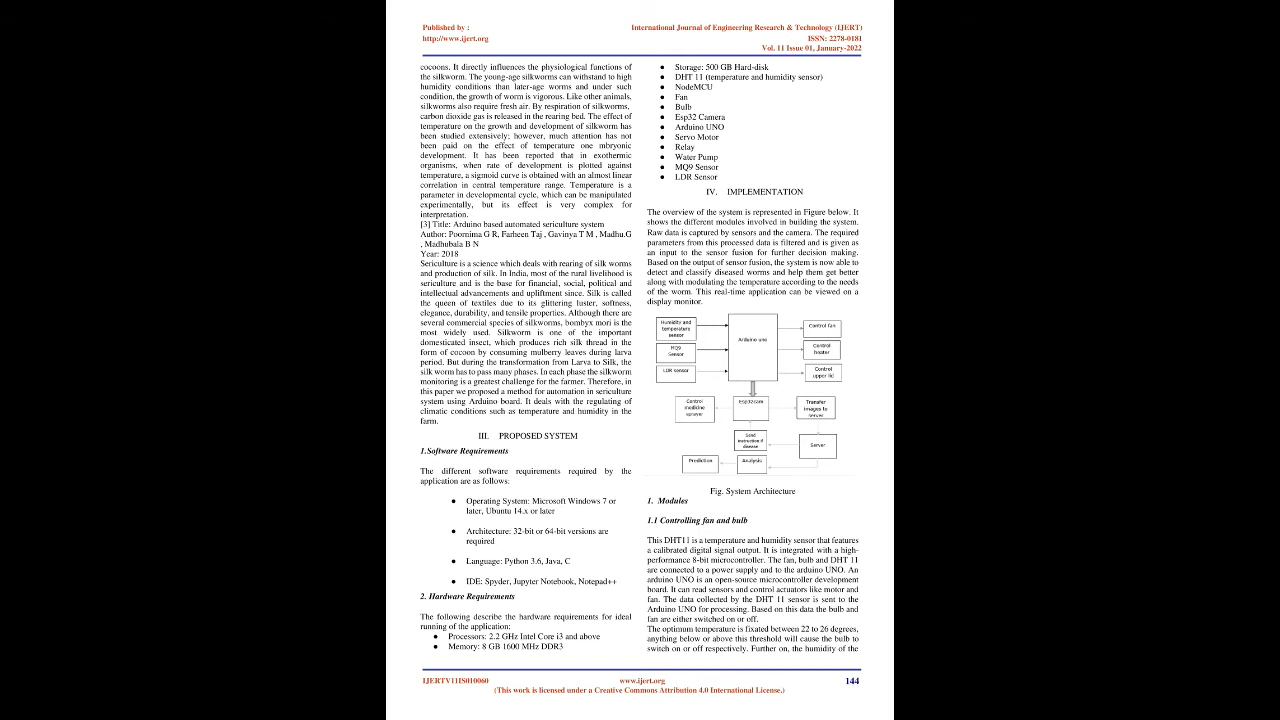 Published by :
http://www.ijert.org
International Journal of Engineering Research & Technology (IJERT)
ISSN: 2278-0181
Vol. 11 Issue 01, January-2022
cocoons. It directly influences the physiological functions of
the silkworm. The young-age silkworms can withstand to high
humidity conditions than later-age worms and under such
condition, the growth of worm is vigorous. Like other animals,
silkworms also require fresh air. By respiration of silkworms,
carbon dioxide gas is released in the rearing bed. The effect of
temperature on the growth and development of silkworm has
been studied extensively; however, much attention has not
been paid on the effect of temperature one mbryonic
development. It has been reported that in exothermic
organisms, when rate of development is plotted against
temperature, a sigmoid curve is obtained with an almost linear
correlation in central temperature range. Temperature is a
parameter in developmental cycle, which can be manipulated
experimentally, but its effect is very complex for
interpretation.
[3] Title: Arduino based automated sericulture system
Author: Poornima G R, Farheen Taj , Gavinya T M , Madhu.G
, Madhubala B N
Year: 2018
Sericulture is a science which deals with rearing of silk worms
and production of silk. In India, most of the rural livelihood is
sericulture and is the base for financial, social, political and
intellectual advancements and upliftment since. Silk is called
the queen of textiles due to its glittering luster, softness,
elegance, durability, and tensile properties. Although there are
several commercial species of silkworms, bombyx mori is the
most widely used. Silkworm is one of the important
domesticated insect, which produces rich silk thread in the
form of cocoon by consuming mulberry leaves during larva
period. But during the transformation from Larva to Silk, the
silk worm has to pass many phases. In each phase the silkworm
monitoring is a greatest challenge for the farmer. Therefore, in
this paper we proposed a method for automation in sericulture
system using Arduino board. It deals with the regulating of
climatic conditions such as temperature and humidity in the
farm.
III. PROPOSED SYSTEM
1.Software Requirements
The different software requirements required by the
application are as follows:
● Operating System: Microsoft Windows 7 or
later, Ubuntu 14.x or later
● Architecture: 32-bit or 64-bit versions are
required
● Language: Python 3.6, Java, C
● IDE: Spyder, Jupyter Notebook, Notepad++
2. Hardware Requirements
The following describe the hardware requirements for ideal
running of the application:
● Processors: 2.2 GHz Intel Core i3 and above
● Memory: 8 GB 1600 MHz DDR3
● Storage: 500 GB Hard-disk
● DHT 11 (temperature and humidity sensor)
● NodeMCU
● Fan
● Bulb
● Esp32 Camera
● Arduino UNO
● Servo Motor
● Relay
● Water Pump
● MQ9 Sensor
● LDR Sensor
IV. IMPLEMENTATION
The overview of the system is represented in Figure below. It
shows the different modules involved in building the system.
Raw data is captured by sensors and the camera. The required
parameters from this processed data is filtered and is given as
an input to the sensor fusion for further decision making.
Based on the output of sensor fusion, the system is now able to
detect and classify diseased worms and help them get better
along with modulating the temperature according to the needs
of the worm. This real-time application can be viewed on a
display monitor.
Humidity and
temperature
sensor
MQ9
Sensor
LDR sensor
Arduino uno
Control fan
Control
heater
Control
upper lid
Control
medicine
sprayer
Esp32cam
Transfer
images to
server
Send
instruction if
disease
Server
Prediction
Analysis
Fig. System Architecture
1. Modules
1.1 Controlling fan and bulb
This DHT11 is a temperature and humidity sensor that features
a calibrated digital signal output. It is integrated with a high-
performance 8-bit microcontroller. The fan, bulb and DHT 11
are connected to a power supply and to the arduino UNO. An
arduino UNO is an open-source microcontroller development
board. It can read sensors and control actuators like motor and
fan. The data collected by the DHT 11 sensor is sent to the
Arduino UNO for processing. Based on this data the bulb and
fan are either switched on or off.
The optimum temperature is fixated between 22 to 26 degrees,
anything below or above this threshold will cause the bulb to
switch on or off respectively. Further on, the humidity of the
IJERTV11IS010060
www.ijert.org
144
(This work is licensed under a Creative Commons Attribution 4.0 International License.)